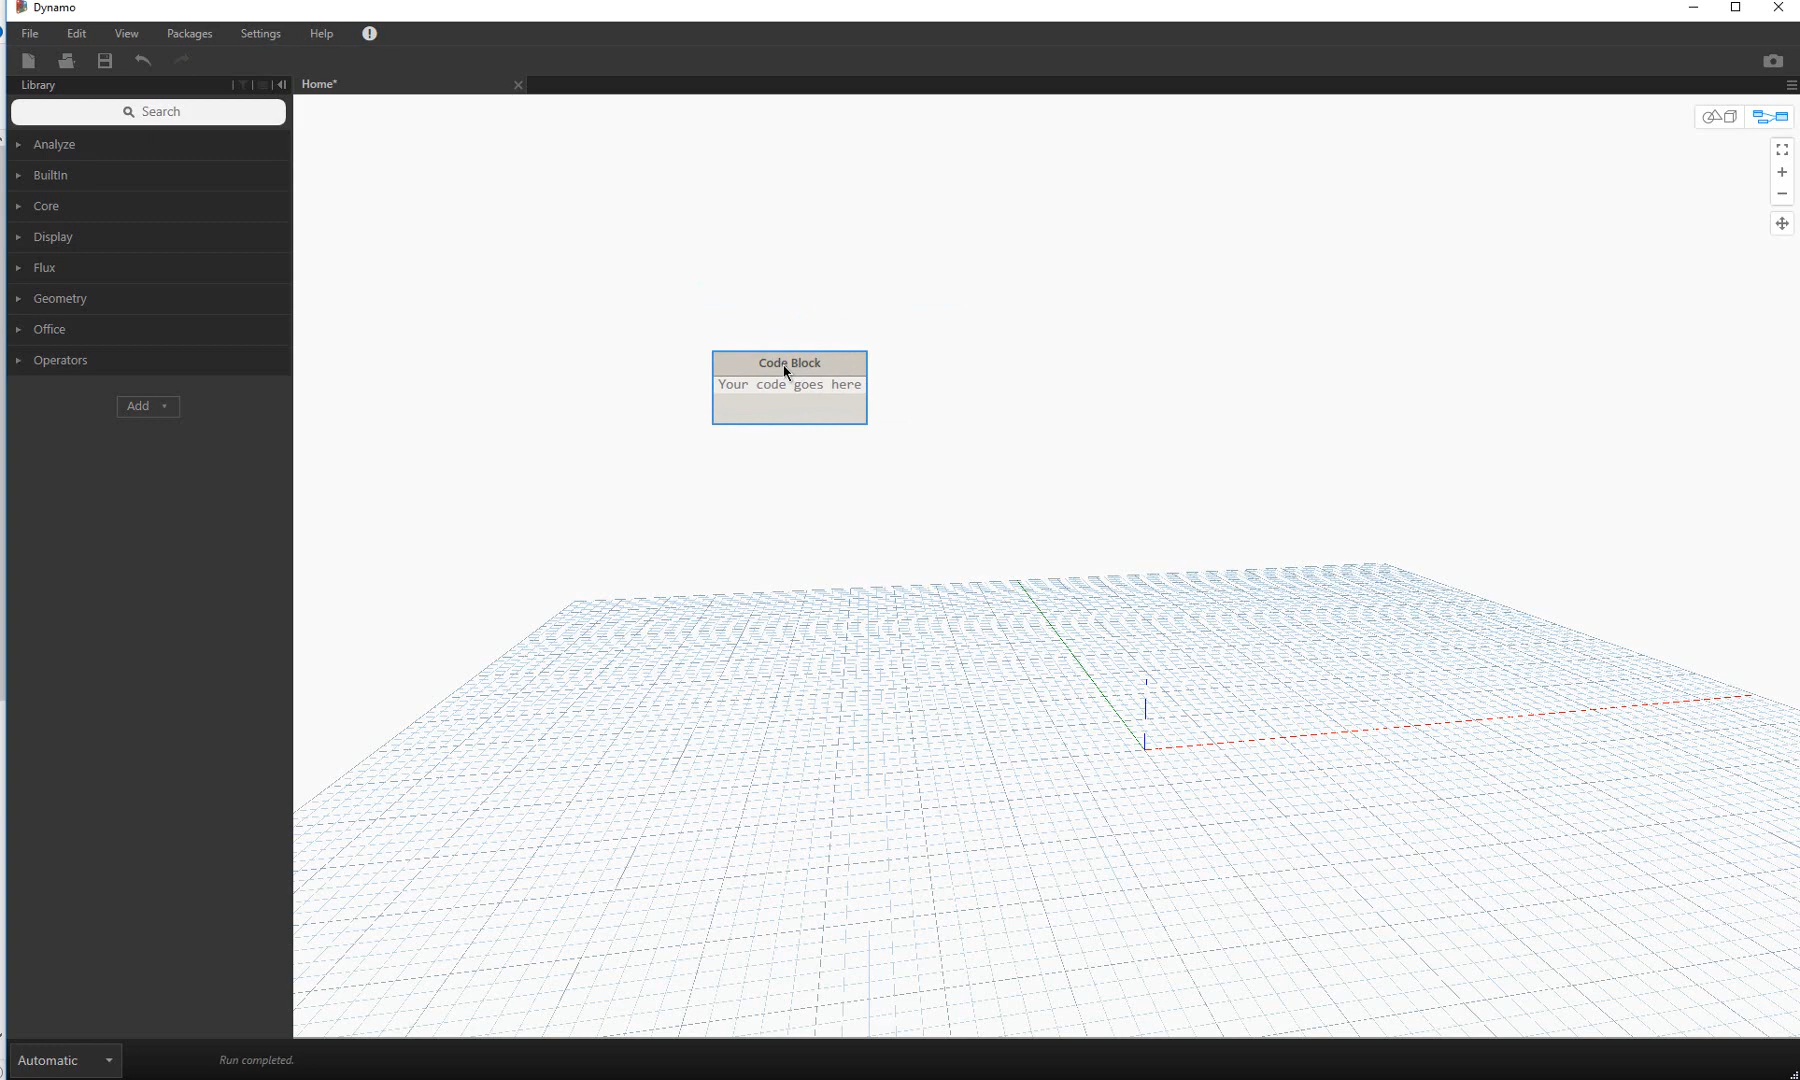 Dynamo
File Edit View Packages Settings Help
Library
Home*
Search
Analyze
BuiltIn
Core
Display
Flux
Geometry
Office
Operators
Add
Code Block
Your code goes here
Automatic
Run completed.